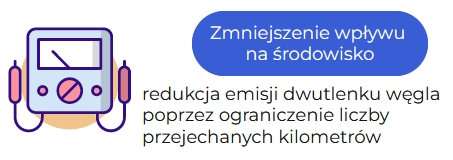 Zmniejszenie wpływu
na środowisko
redukcja emisji dwutlenku węgla
poprzez ograniczenie liczby
przejechanych kilometrów